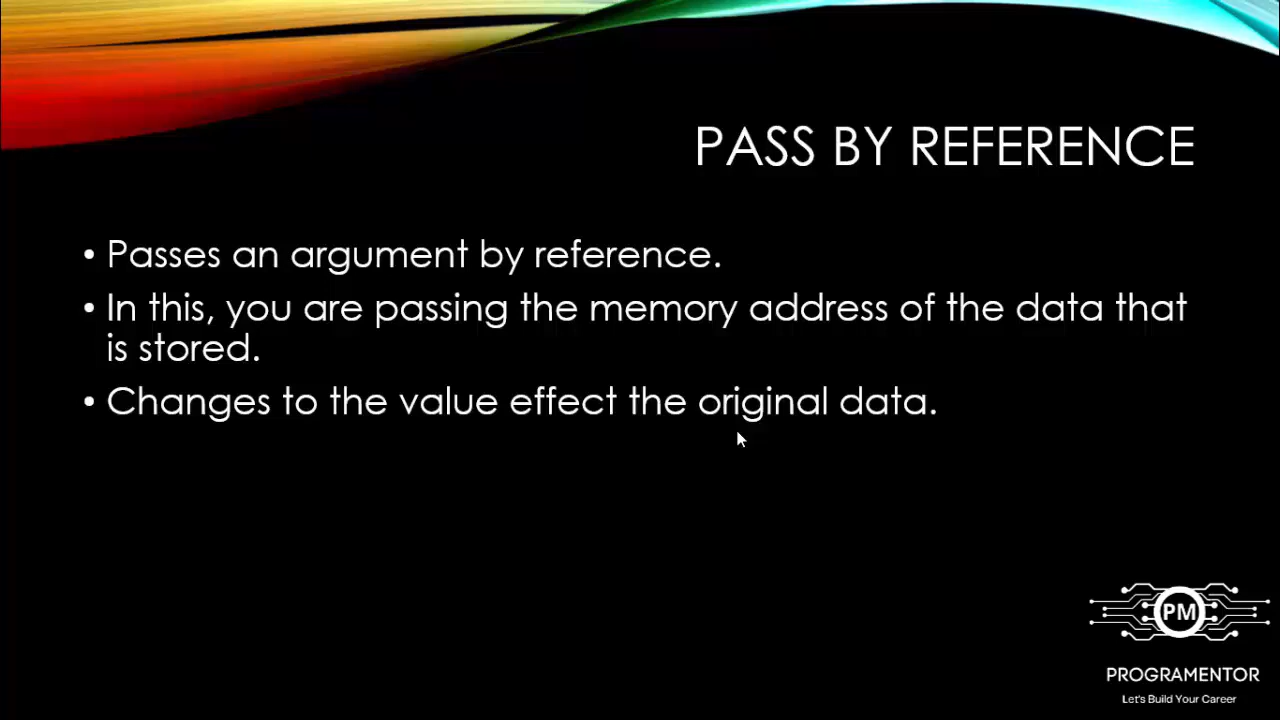 PASS BY REFERENCE
• Passes an argument by reference.
• In this, you are passing the memory address of the data that
is stored.
• Changes to the value effect the original data.
PM
PROGRAMENTOR
Let's Build Your Career